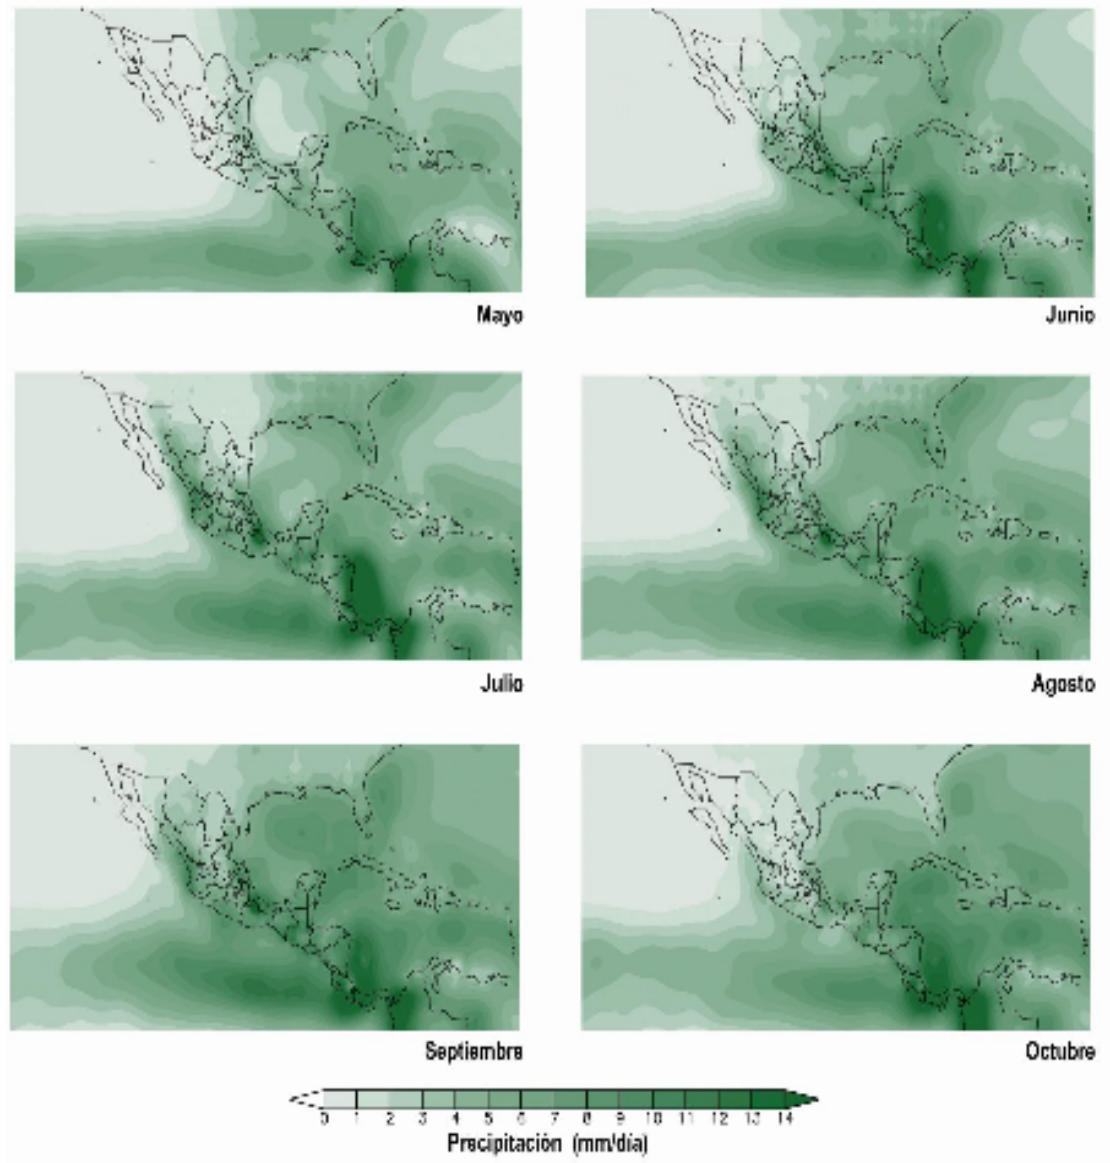 Mayo
Junio
Julio
Agosto
Septiembre
Octubre
0 1 2 3 4 5 6 7 8 9 10 11 12 13 14
Precipitación (mm/día)